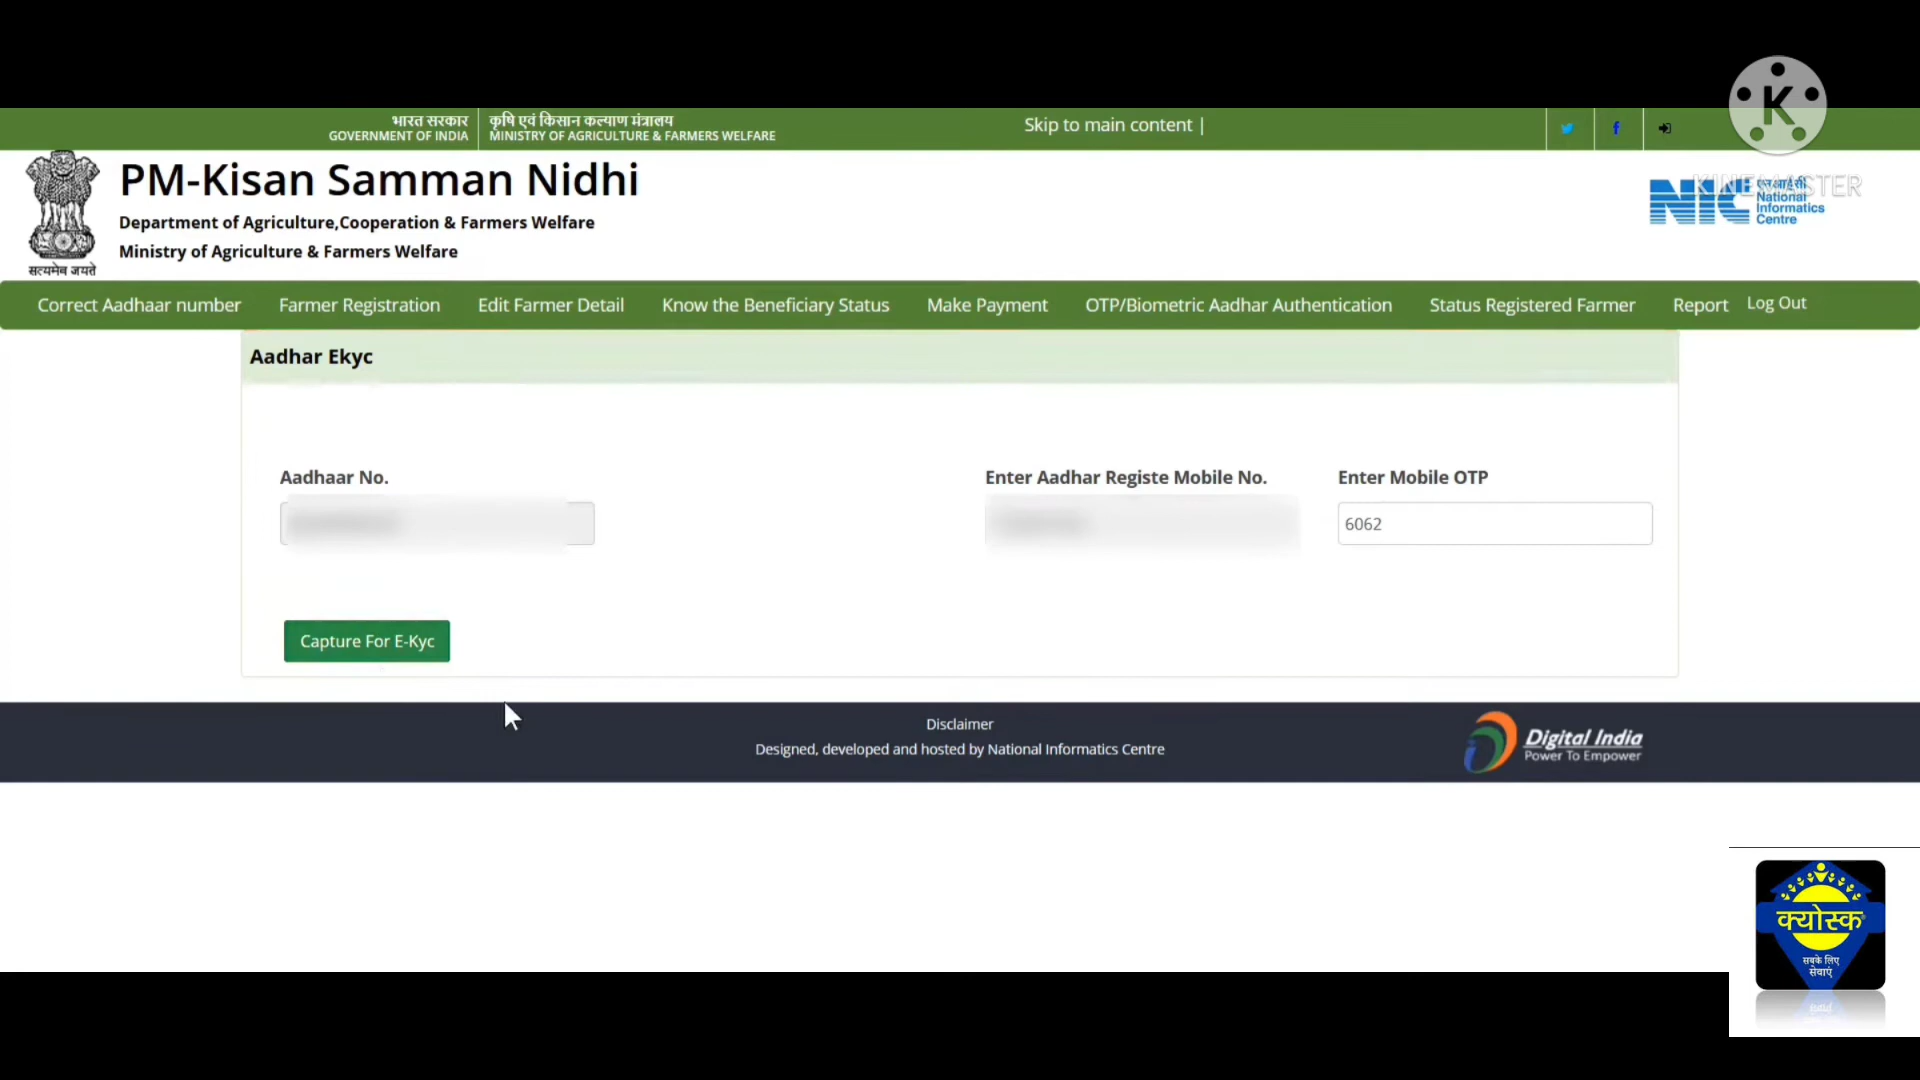 भारत सरकार
GOVERNMENT OF INDIA
कृषि एवं किसान कल्याण मंत्रालय
MINISTRY OF AGRICULTURE & FARMERS WELFARE
Skip to main content |
K
KINEMASTER
सत्यमेव जयते
PM-Kisan Samman Nidhi
Department of Agriculture,Cooperation & Farmers Welfare
Ministry of Agriculture & Farmers Welfare
NIC
एनआईसी
National
Informatics
Centre
Correct Aadhaar number Farmer Registration Edit Farmer Detail Know the Beneficiary Status Make Payment OTP/Biometric Aadhar Authentication Status Registered Farmer Report Log Out
Aadhar Ekyc
Aadhaar No. Enter Aadhar Registe Mobile No. Enter Mobile OTP
6062
Capture For E-Kyc
Disclaimer
Designed, developed and hosted by National Informatics Centre
Digital India
Power To Empower
क्योस्क
सबके लिए
सेवाएं